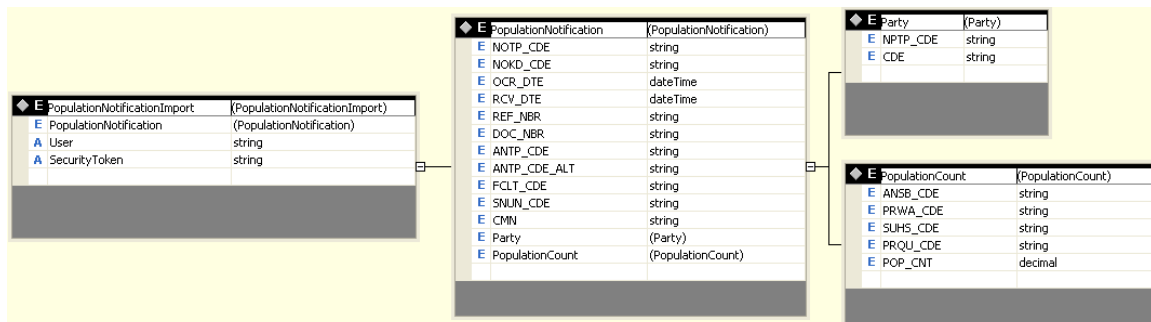 E PopulationNotificationImport (PopulationNotificationImport)
E PopulationNotification (PopulationNotification)
A User string
A SecurityToken string
E PopulationNotification (PopulationNotification)
E NOTP_CDE string
E NOKD_CDE string
E OCR_DTE dateTime
E RCV_DTE dateTime
E REF_NBR string
E DOC_NBR string
E ANTP_CDE string
E ANTP_CDE_ALT string
E FCLT_CDE string
E SNUN_CDE string
E CMN string
E Party (Party)
E PopulationCount (PopulationCount)
E Party (Party)
E NPTP_CDE string
E CDE string
E PopulationCount (PopulationCount)
E ANSB_CDE string
E PRWA_CDE string
E SUHS_CDE string
E PRQU_CDE string
E POP_CNT decimal